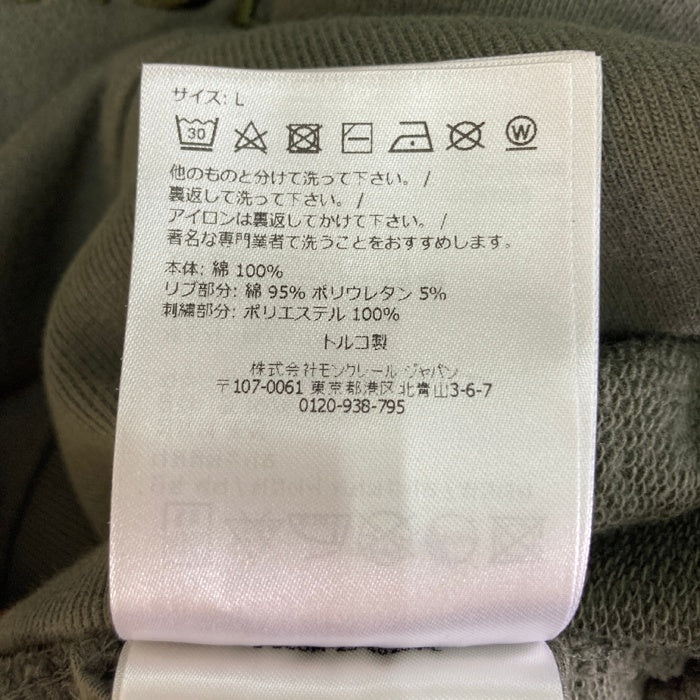 サイズ: L
30
W
他のものと分けて洗って下さい。 /
裏返して洗って下さい。 /
アイロンは裏返してかけて下さい。 /
著名な専門業者で洗うことをおすすめします。
本体: 綿 100%
リブ部分: 綿 95% ポリウレタン 5%
刺繍部分: ポリエステル 100%
トルコ製
株式会社モンクレール ジャパン
〒107-0061 東京都港区北青山3-6-7
0120-938-795